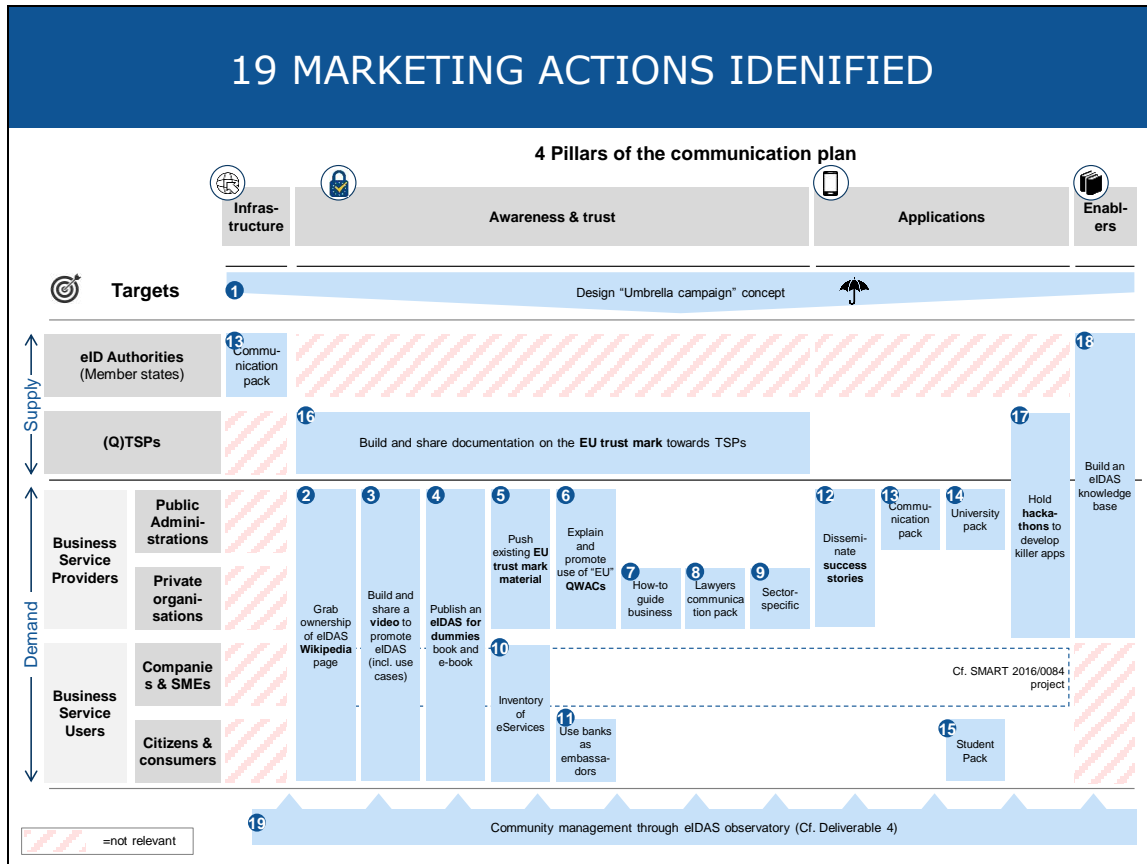 19 MARKETING ACTIONS IDENIFIED
4 Pillars of the communication plan
Infras-
tructure
Awareness & trust
Applications
Enabl-
ers
Targets
1
Design “Umbrella campaign” concept
Supply
eID Authorities
(Member states)
13
Commu-
nication
pack
18
Build an
eIDAS
knowledge
base
(Q)TSPs
16
Build and share documentation on the EU trust mark towards TSPs
17
Hold
hacka-
thons to
develop
killer apps
Demand
Business
Service
Providers
Public
Admini-
strations
Private
organi-
sations
2
Grab
ownership
of eIDAS
Wikipedia
page
3
Build and
share a
video to
promote
eIDAS
(incl. use
cases)
4
Publish an
eIDAS for
dummies
book and
e-book
5
Push
existing EU
trust mark
material
6
Explain
and
promote
use of “EU”
QWACs
7
How-to
guide
business
8
Lawyers
communica
tion pack
9
Sector-
specific
12
Dissemi-
nate
success
stories
13
Commu-
nication
pack
14
University
pack
Business
Service
Users
Companie
s & SMEs
Citizens &
consumers
10
Inventory
of
eServices
Cf. SMART 2016/0084
project
11
Use banks
as
embassa-
dors
15
Student
Pack
19
Community management through eIDAS observatory (Cf. Deliverable 4)
=not relevant